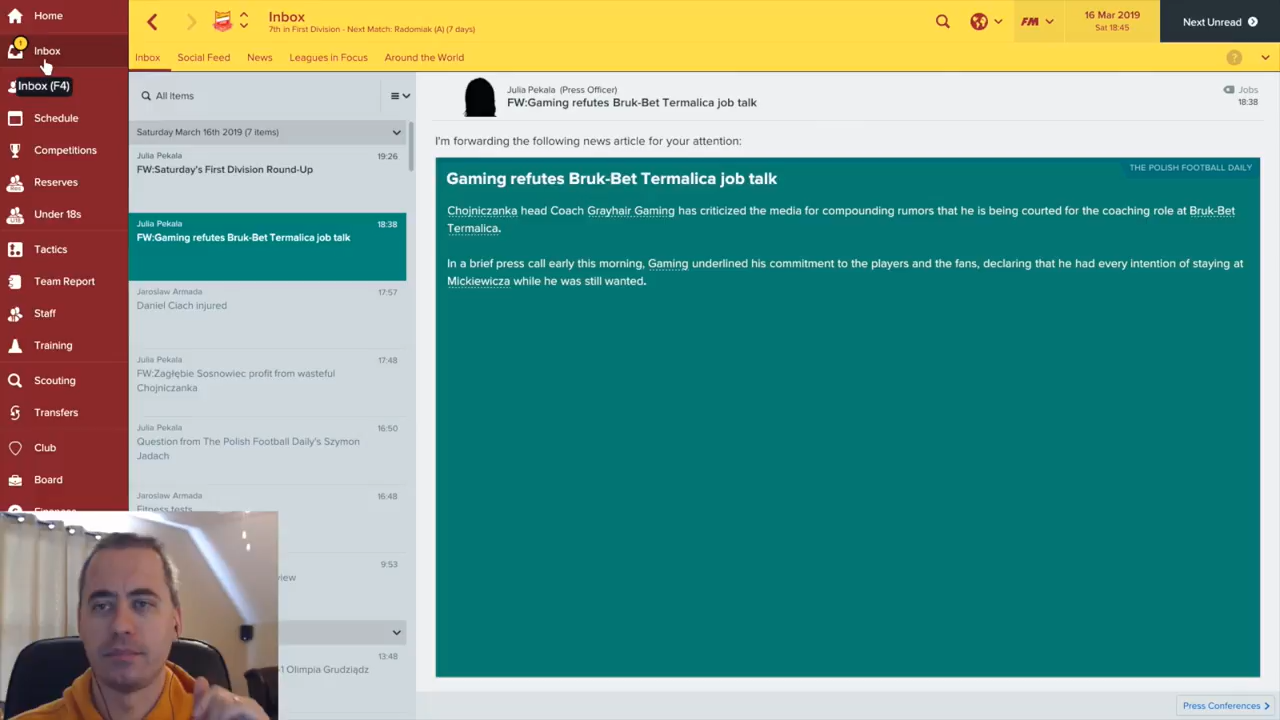 Home
Inbox
Inbox (F4)
Schedule
Competitions
Reserves
Under 18s
Tactics
Team Report
Staff
Training
Scouting
Transfers
Club
Board
Inbox
7th in First Division - Next Match: Radomiak (A) (7 days)
FM
16 Mar 2019
Sat 18:45
Next Unread
Inbox
Social Feed
News
Leagues in Focus
Around the World
All Items
Saturday March 16th 2019 (7 items)
Julia Pekala 19:26
FW:Saturday's First Division Round-Up
Julia Pekala 18:38
FW:Gaming refutes Bruk-Bet Termalica job talk
Jaroslaw Armada 17:57
Daniel Ciach injured
Julia Pekala 17:48
FW:Zagłębie Sosnowiec profit from wasteful
Chojniczanka
Julia Pekala 16:50
Question from The Polish Football Daily's Szymon
Jadach
Jaroslaw Armada 16:48
Fitness tests
9:53
13:48
Olimpia Grudziądz
Julia Pekala (Press Officer)
FW:Gaming refutes Bruk-Bet Termalica job talk
Jobs
18:38
I'm forwarding the following news article for your attention:
THE POLISH FOOTBALL DAILY
Gaming refutes Bruk-Bet Termalica job talk
Chojniczanka head Coach Grayhair Gaming has criticized the media for compounding rumors that he is being courted for the coaching role at Bruk-Bet
Termalica.
In a brief press call early this morning, Gaming underlined his commitment to the players and the fans, declaring that he had every intention of staying at
Mickiewicza while he was still wanted.
Press Conferences